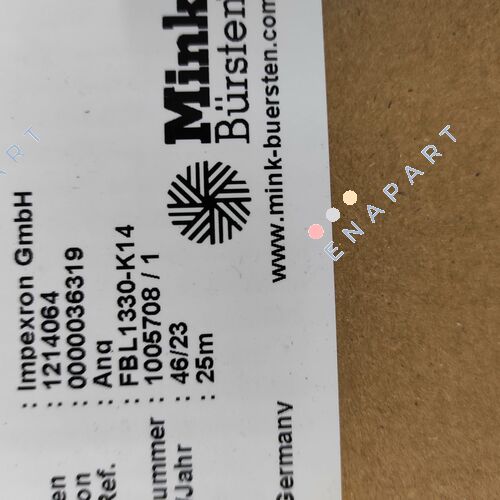 Mink
Bürsten
www.mink-buersten.com
: Impexron GmbH
en : 1214064
on : 0000036319
Ref. : Anq
: FBL1330-K14
ummer : 1005708 / 1
/Jahr : 46/23
: 25m
Germany
ENAPART